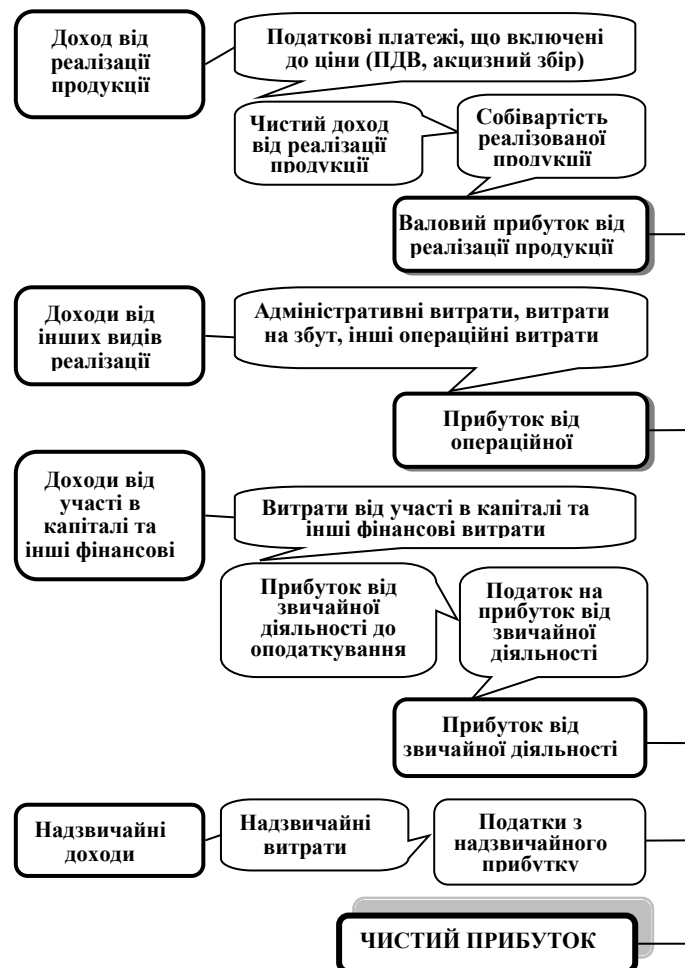 Доход від
реалізації
продукції
Податкові платежі, що включені
до ціни (ПДВ, акцизний збір)
Чистий доход
від реалізації
продукції
Собівартість
реалізованої
продукції
Валовий прибуток від
реалізації продукції
Доходи від
інших видів
реалізації
Адміністративні витрати, витрати
на збут, інші операційні витрати
Прибуток від
операційної
Доходи від
участі в
капіталі та
інші фінансові
Витрати від участі в капіталі та
інші фінансові витрати
Прибуток від
звичайної
діяльності до
оподаткування
Податок на
прибуток від
звичайної
діяльності
Прибуток від
звичайної діяльності
Надзвичайні
доходи
Надзвичайні
витрати
Податки з
надзвичайного
прибутку
ЧИСТИЙ ПРИБУТОК